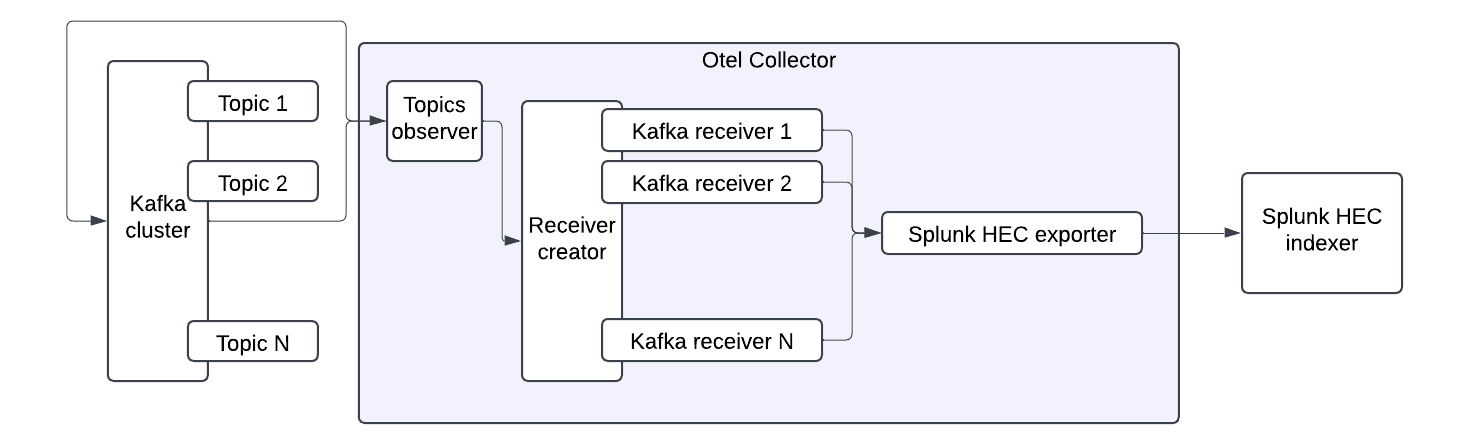 Otel Collector
Topic 1
Topic 2
Kafka
cluster
Topic N
Topics
observer
Receiver
creator
Kafka receiver 1
Kafka receiver 2
Kafka receiver N
Splunk HEC exporter
Splunk HEC
indexer